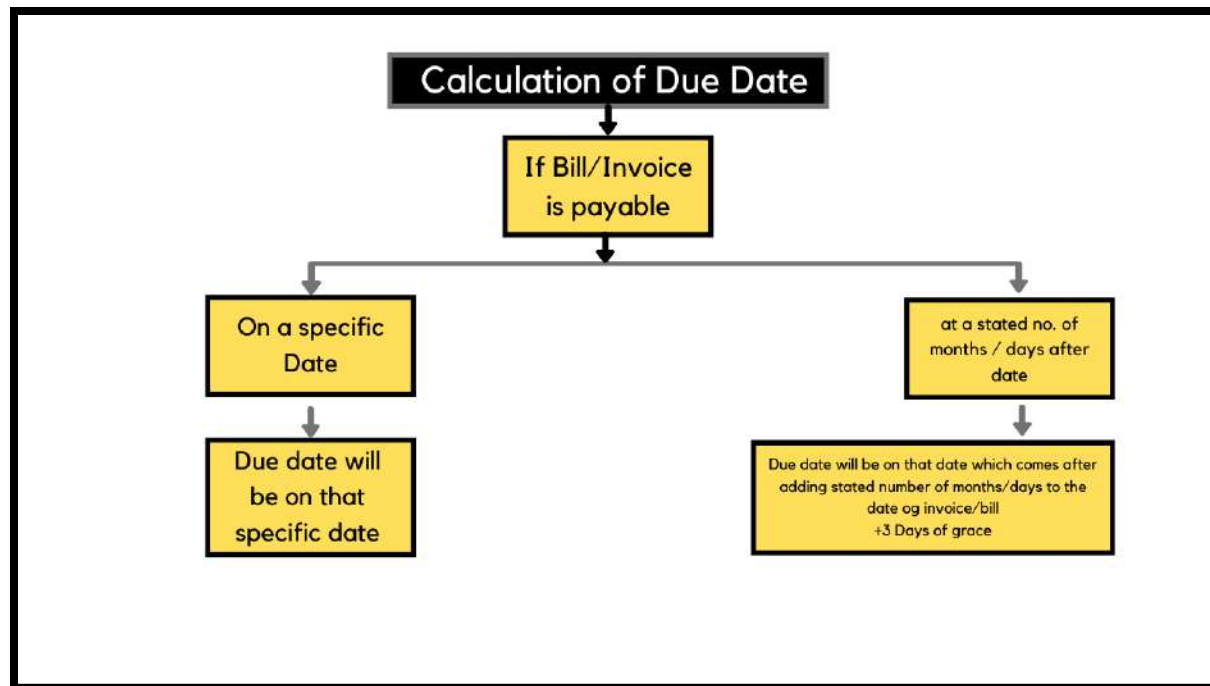 Calculation of Due Date
If Bill/Invoice
is payable
On a specific
Date
Due date will
be on that
specific date
at a stated no. of
months / days after
date
Due date will be on that date which comes after
adding stated number of months/days to the
date og invoice/bill
+3 Days of grace